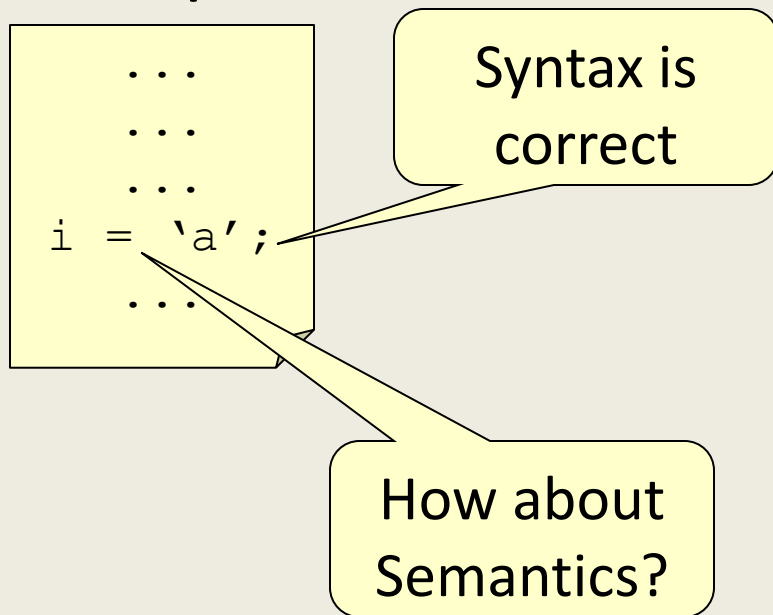 ...
...
...
i = ‘a’;
...
Syntax is
correct
How about
Semantics?